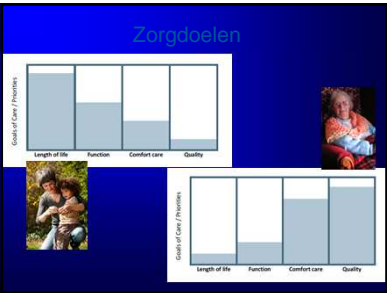 Zorgdoelen
Goals of Care / Priorities
Length of life
Function
Comfort care
Quality
Goals of Care / Priorities
Length of life
Function
Comfort care
Quality